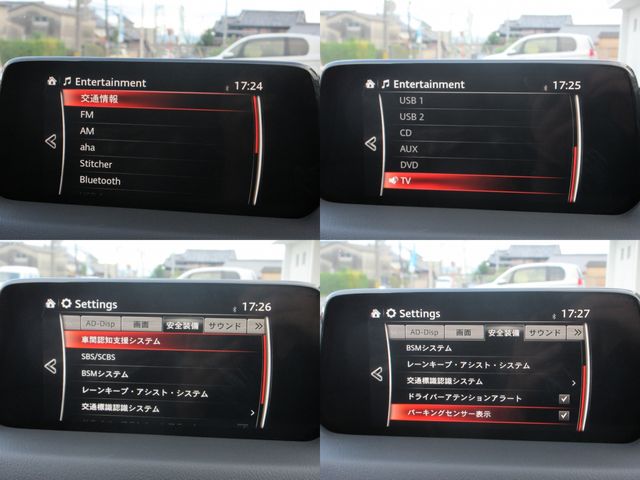 Entertainment
17:24
交通情報
FM
AM
aha
Stitcher
Bluetooth
Entertainment
17:25
USB 1
USB 2
CD
AUX
DVD
TV
Settings
17:26
AD-Disp 画面 安全装備 サウンド
車間認知支援システム
SBS/SCBS
BSMシステム
レーンキープ・アシスト・システム
交通標識認識システム
Settings
17:27
AD-Disp 画面 安全装備 サウンド
BSMシステム
レーンキープ・アシスト・システム
交通標識認識システム
ドライバーアテンションアラート
パーキングセンサー表示